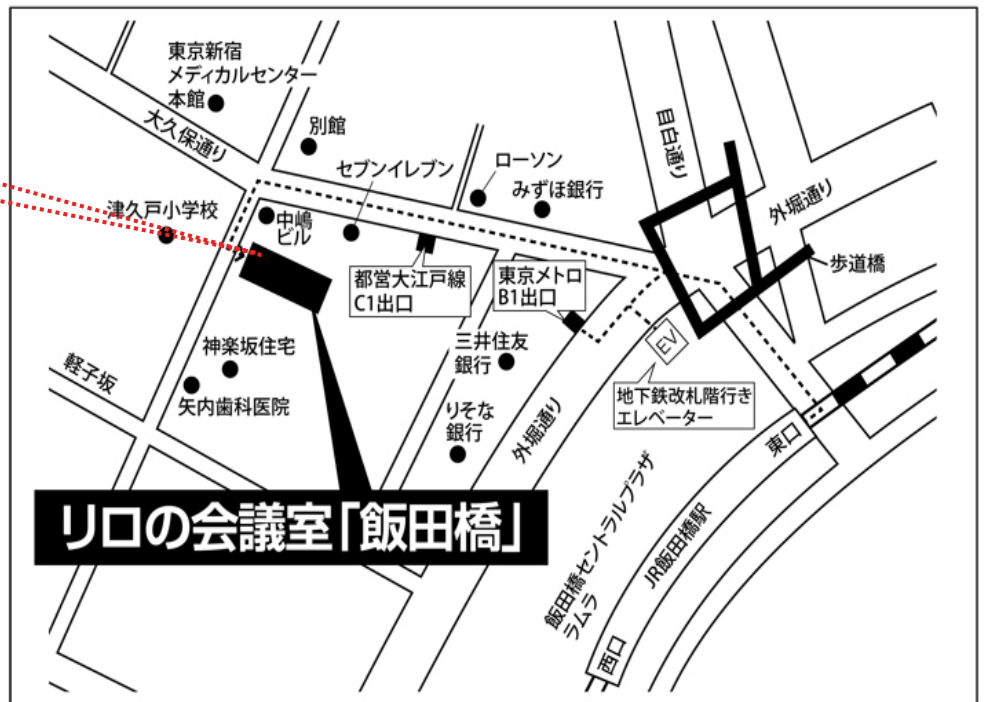 東京新宿
メディカルセンター
本館
大久保通り
別館
セブンイレブン
ローソン
みずほ銀行
目白通り
外堀通り
歩道橋
津久戸小学校
中嶋
ビル
都営大江戸線
C1出口
東京メトロ
B1出口
EV
三井住友
銀行
神楽坂住宅
矢内歯科医院
軽子坂
りそな
銀行
外堀通り
地下鉄改札階行き
エレベーター
東口
リロの会議室「飯田橋」
飯田橋セントラルプラザ
ラムラ
JR飯田橋駅
西口